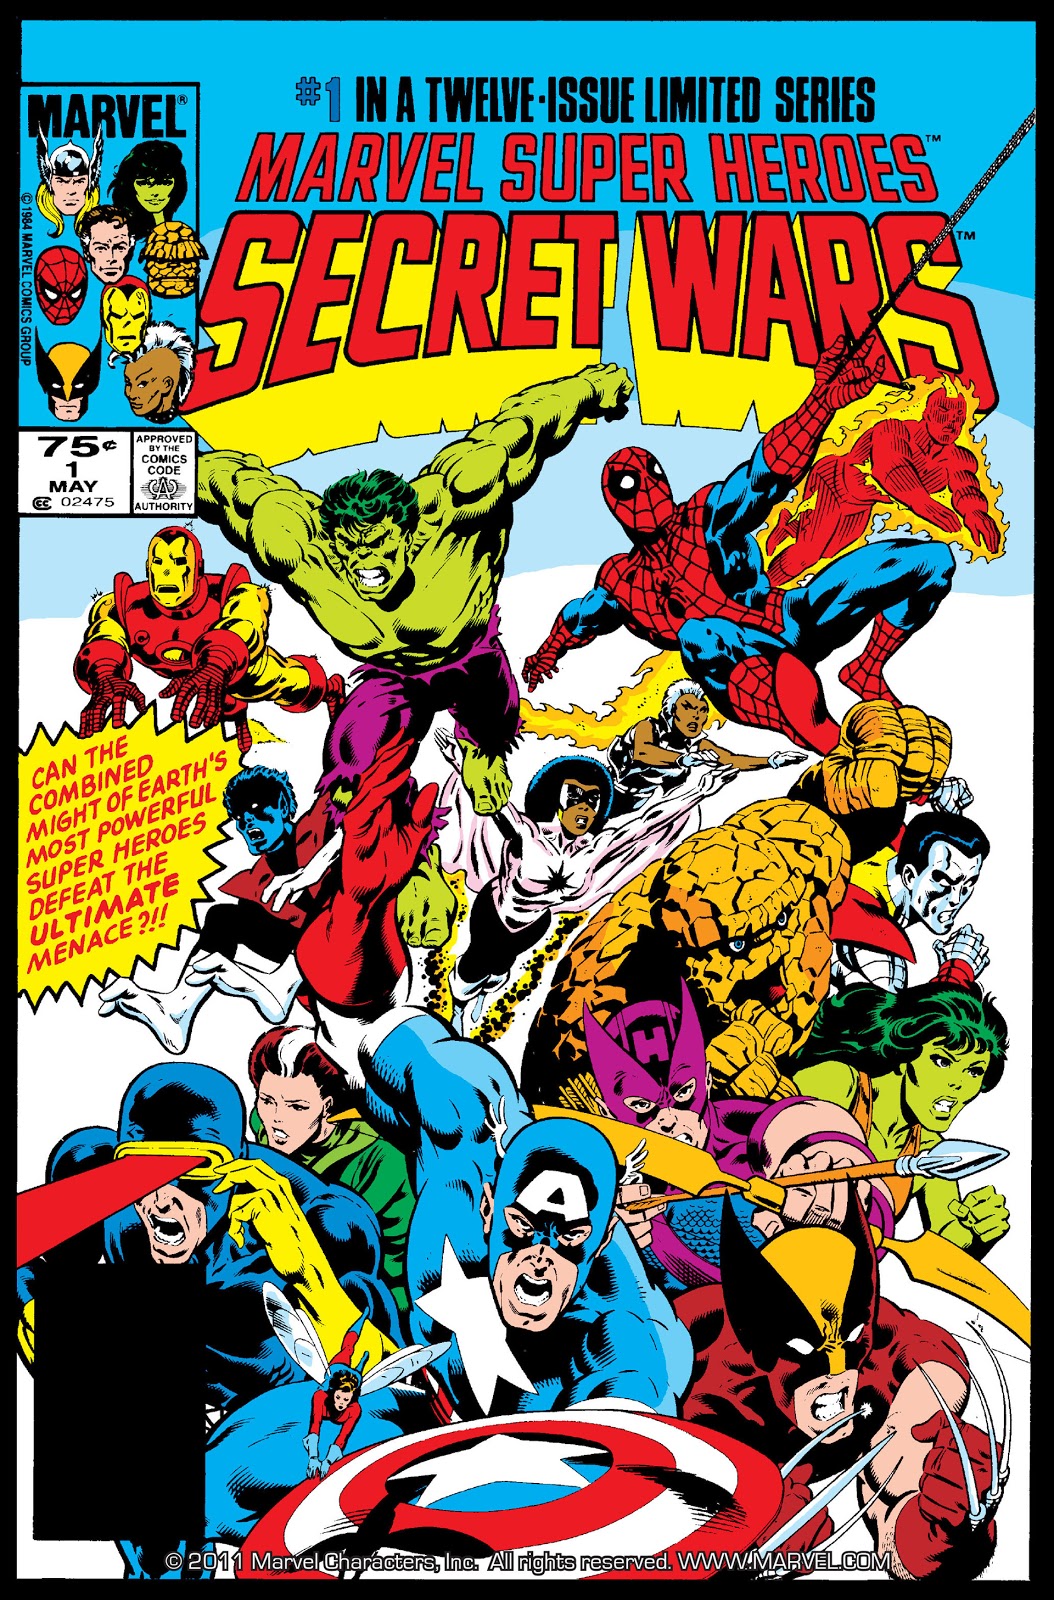 #1 IN A TWELVE-ISSUE LIMITED SERIES
MARVEL SUPER HEROES™
SECRET WARS™
MARVEL®
© 1984 MARVEL COMICS GROUP
75¢
1
MAY
CC 02475
APPROVED
BY THE
COMICS
CODE
CA
AUTHORITY
CAN THE
COMBINED
MIGHT OF EARTH'S
MOST POWERFUL
SUPER HEROES
DEFEAT THE
ULTIMATE
MENACE?!!
H
A
© 2011 Marvel Characters, Inc. All rights reserved. WWW.MARVEL.COM